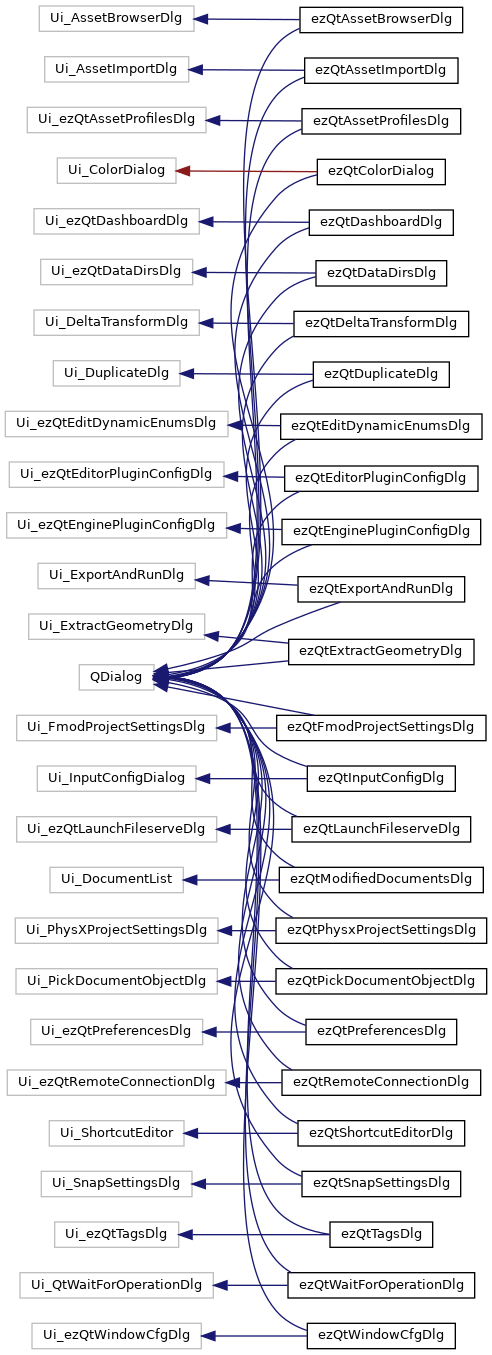 Ui_AssetBrowserDlg
ezQtAssetBrowserDlg
Ui_AssetImportDlg
ezQtAssetImportDlg
Ui_ezQtAssetProfilesDlg
ezQtAssetProfilesDlg
Ui_ColorDialog
ezQtColorDialog
Ui_ezQtDashboardDlg
ezQtDashboardDlg
Ui_ezQtDataDirsDlg
ezQtDataDirsDlg
Ui_DeltaTransformDlg
ezQtDeltaTransformDlg
Ui_DuplicateDlg
ezQtDuplicateDlg
Ui_ezQtEditDynamicEnumsDlg
ezQtEditDynamicEnumsDlg
Ui_ezQtEditorPluginConfigDlg
ezQtEditorPluginConfigDlg
Ui_ezQtEnginePluginConfigDlg
ezQtEnginePluginConfigDlg
Ui_ExportAndRunDlg
ezQtExportAndRunDlg
Ui_ExtractGeometryDlg
ezQtExtractGeometryDlg
QDialog
Ui_FmodProjectSettingsDlg
ezQtFmodProjectSettingsDlg
Ui_InputConfigDialog
ezQtInputConfigDlg
Ui_ezQtLaunchFileserveDlg
ezQtLaunchFileserveDlg
Ui_DocumentList
ezQtModifiedDocumentsDlg
Ui_PhysXProjectSettingsDlg
ezQtPhysxProjectSettingsDlg
Ui_PickDocumentObjectDlg
ezQtPickDocumentObjectDlg
Ui_ezQtPreferencesDlg
ezQtPreferencesDlg
Ui_ezQtRemoteConnectionDlg
ezQtRemoteConnectionDlg
Ui_ShortcutEditor
ezQtShortcutEditorDlg
Ui_SnapSettingsDlg
ezQtSnapSettingsDlg
Ui_ezQtTagsDlg
ezQtTagsDlg
Ui_QtWaitForOperationDlg
ezQtWaitForOperationDlg
Ui_ezQtWindowCfgDlg
ezQtWindowCfgDlg